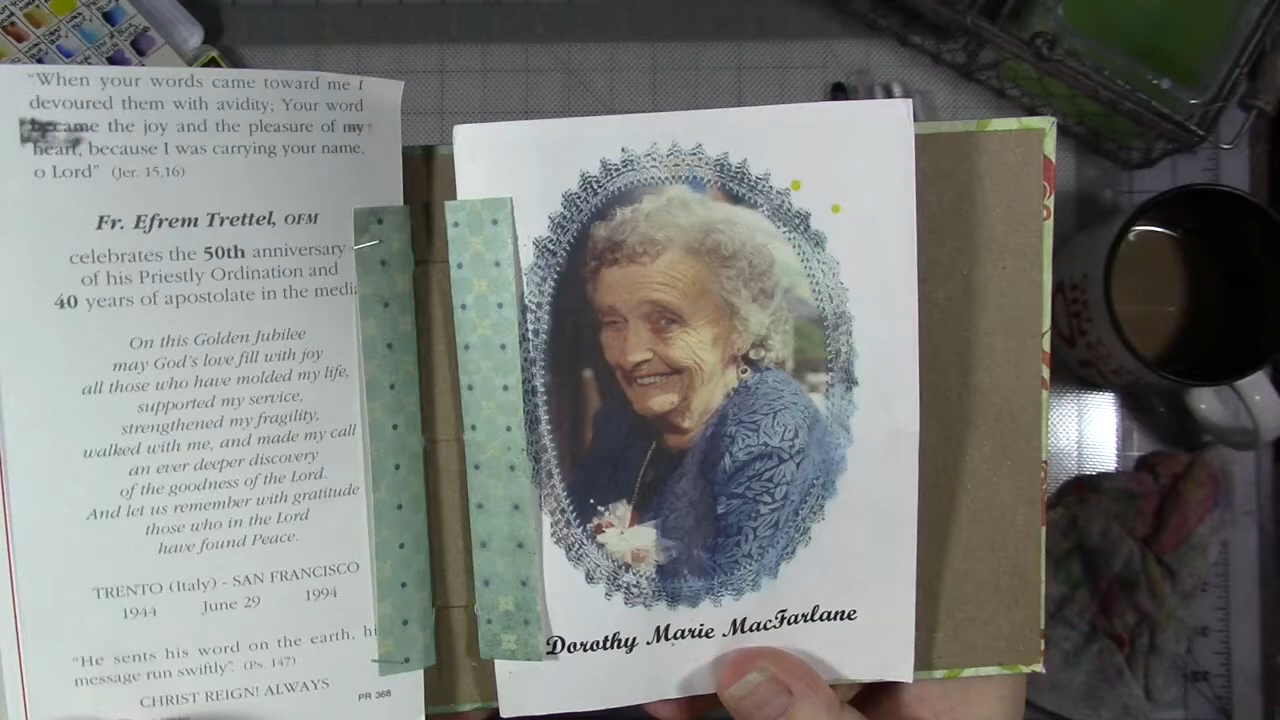 "When your words came toward me I
devoured them with avidity; Your word
became the joy and the pleasure of my
heart, because I was carrying your name,
o Lord" (Jer. 15,16)
Fr. Efrem Trettel, OFM
celebrates the 50th anniversary
of his Priestly Ordination and
40 years of apostolate in the media
On this Golden Jubilee
may God's love fill with joy
all those who have molded my life,
supported my service,
strengthened my fragility,
walked with me, and made my call
an ever deeper discovery
of the goodness of the Lord.
And let us remember with gratitude
those who in the Lord
have found Peace.
TRENTO (Italy) - SAN FRANCISCO
1944 June 29 1994
"He sents his word on the earth, hi
message run swiftly". (Ps. 147)
CHRIST REIGN! ALWAYS
PR 368
Dorothy Marie MacFarlane